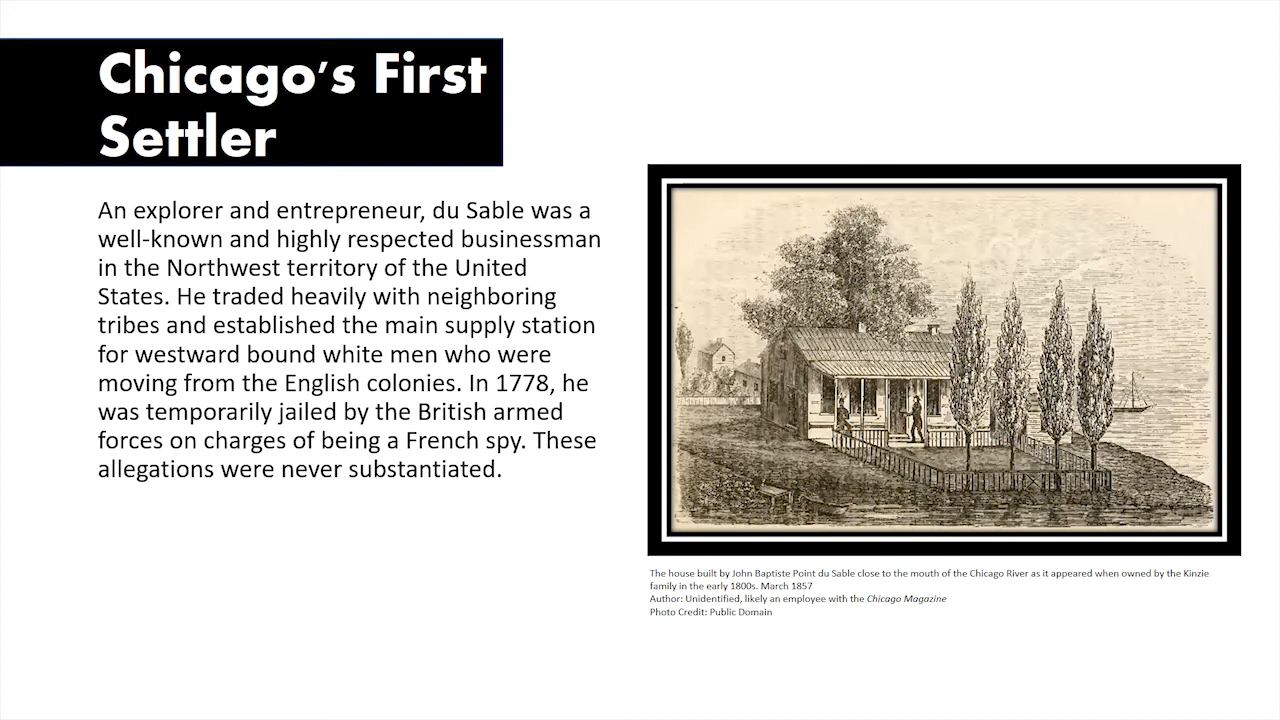 Chicago's First
Settler
An explorer and entrepreneur, du Sable was a
well-known and highly respected businessman
in the Northwest territory of the United
States. He traded heavily with neighboring
tribes and established the main supply station
for westward bound white men who were
moving from the English colonies. In 1778, he
was temporarily jailed by the British armed
forces on charges of being a French spy. These
allegations were never substantiated.
The house built by John Baptiste Point du Sable close to the mouth of the Chicago River as it appeared when owned by the Kinzie
family in the early 1800s. March 1857
Author: Unidentified, likely an employee with the Chicago Magazine
Photo Credit: Public Domain